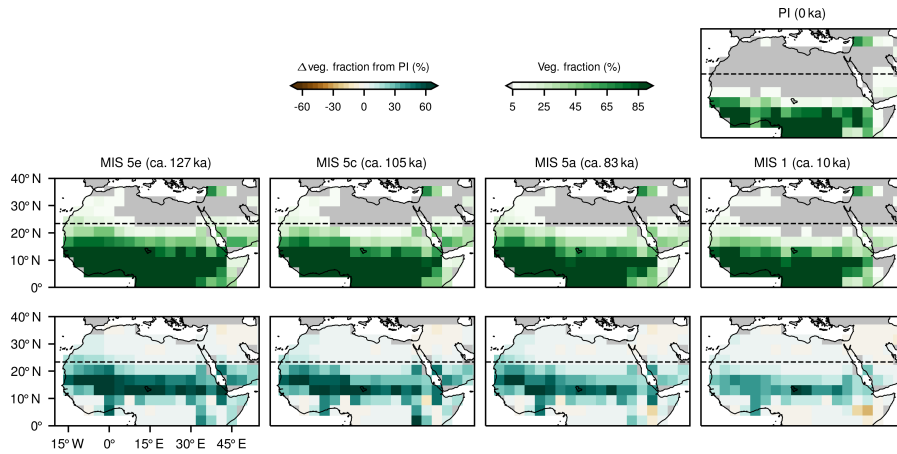 PI (0 ka)
Δveg. fraction from PI (%)
-60 -30 0 30 60
Veg. fraction (%)
5 25 45 65 85
MIS 5e (ca. 127 ka) MIS 5c (ca. 105 ka) MIS 5a (ca. 83 ka) MIS 1 (ca. 10 ka)
40° N
30° N
20° N
10° N
0°
40° N
30° N
20° N
10° N
0°
15° W 0° 15° E 30° E 45° E